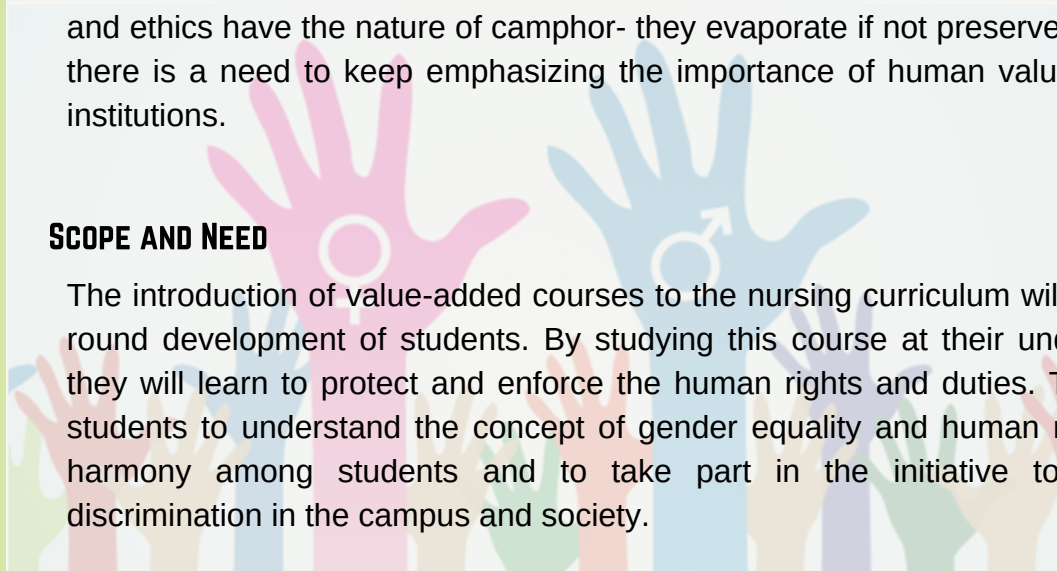 and ethics have the nature of camphor- they evaporate if not preserve
there is a need to keep emphasizing the importance of human valu
institutions.
SCOPE AND NEED
The introduction of value-added courses to the nursing curriculum wil
round development of students. By studying this course at their und
they will learn to protect and enforce the human rights and duties. T
students to understand the concept of gender equality and human r
harmony among students and to take part in the initiative to
discrimination in the campus and society.